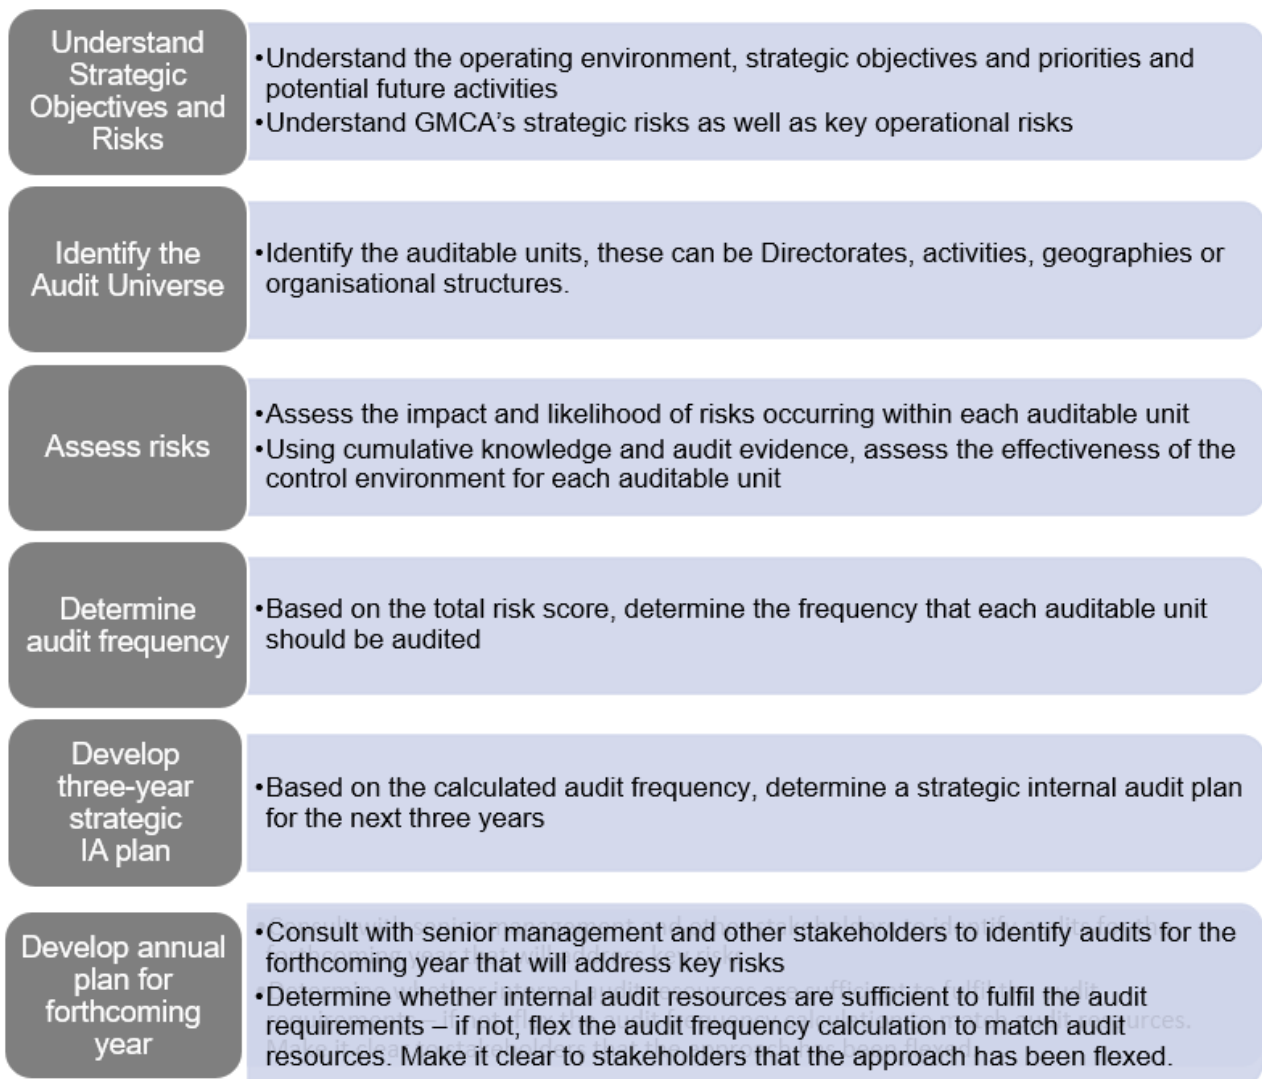 Understand
Strategic
Objectives and
Risks
•Understand the operating environment, strategic objectives and priorities and
potential future activities
•Understand GMCA's strategic risks as well as key operational risks
Identify the
Audit Universe
•Identify the auditable units, these can be Directorates, activities, geographies or
organisational structures.
Assess risks
•Assess the impact and likelihood of risks occurring within each auditable unit
•Using cumulative knowledge and audit evidence, assess the effectiveness of the
control environment for each auditable unit
Determine
audit frequency
•Based on the total risk score, determine the frequency that each auditable unit
should be audited
Develop
three-year
strategic
IA plan
•Based on the calculated audit frequency, determine a strategic internal audit plan
for the next three years
Develop annual
plan for
forthcoming
year
•Consult with senior management and other stakeholders to identify audits for the
forthcoming year that will address key risks
•Determine whether internal audit resources are sufficient to fulfil the audit
requirements – if not, flex the audit frequency calculation to match audit
resources. Make it clear to stakeholders that the approach has been flexed.